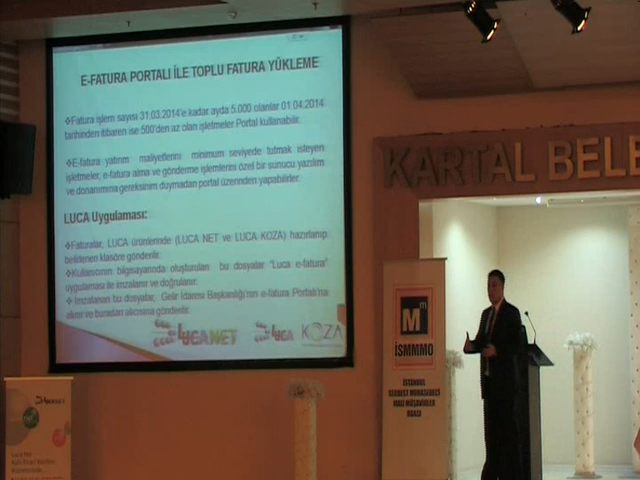 E-FATURA PORTALI İLE TOPLU FATURA YÜKLEME
Fatura işlem sayısı 31.03.2014'e kadar ayda 5.000 olanlar 01.04.2014
tarihinden itibaren ise 500'den az olan işletmeler Portal kullanabilir.
E-fatura yatırım maliyetlerini minimum seviyede tutmak isteyen
işletmeler, e-fatura alma ve gönderme işlemlerini özel bir sunucu yazılım
ve donanımına gereksinim duymadan portal üzerinden yapabilirler.
LUCA Uygulaması:
Faturalar, LUCA ürünlerinde (LUCA NET ve LUCA KOZA) hazırlanıp
belirlenen klasöre gönderilir.
Kullanıcının bilgisayarında oluşturulan bu dosyalar "Luca e-fatura"
uygulaması ile imzalanır ve doğrulanır.
İmzalanan bu dosyalar, Gelir İdaresi Başkanlığı'nın e-fatura Portalı'na
alınır ve buradan alıcısına gönderilir.
LUCANET LUCA KOZA
KARTAL BELE
M
İSMMMO
İSTANBUL
SERBEST MUHASEBECİ
MALİ MÜŞAVİRLER
ODASI
Luca Net